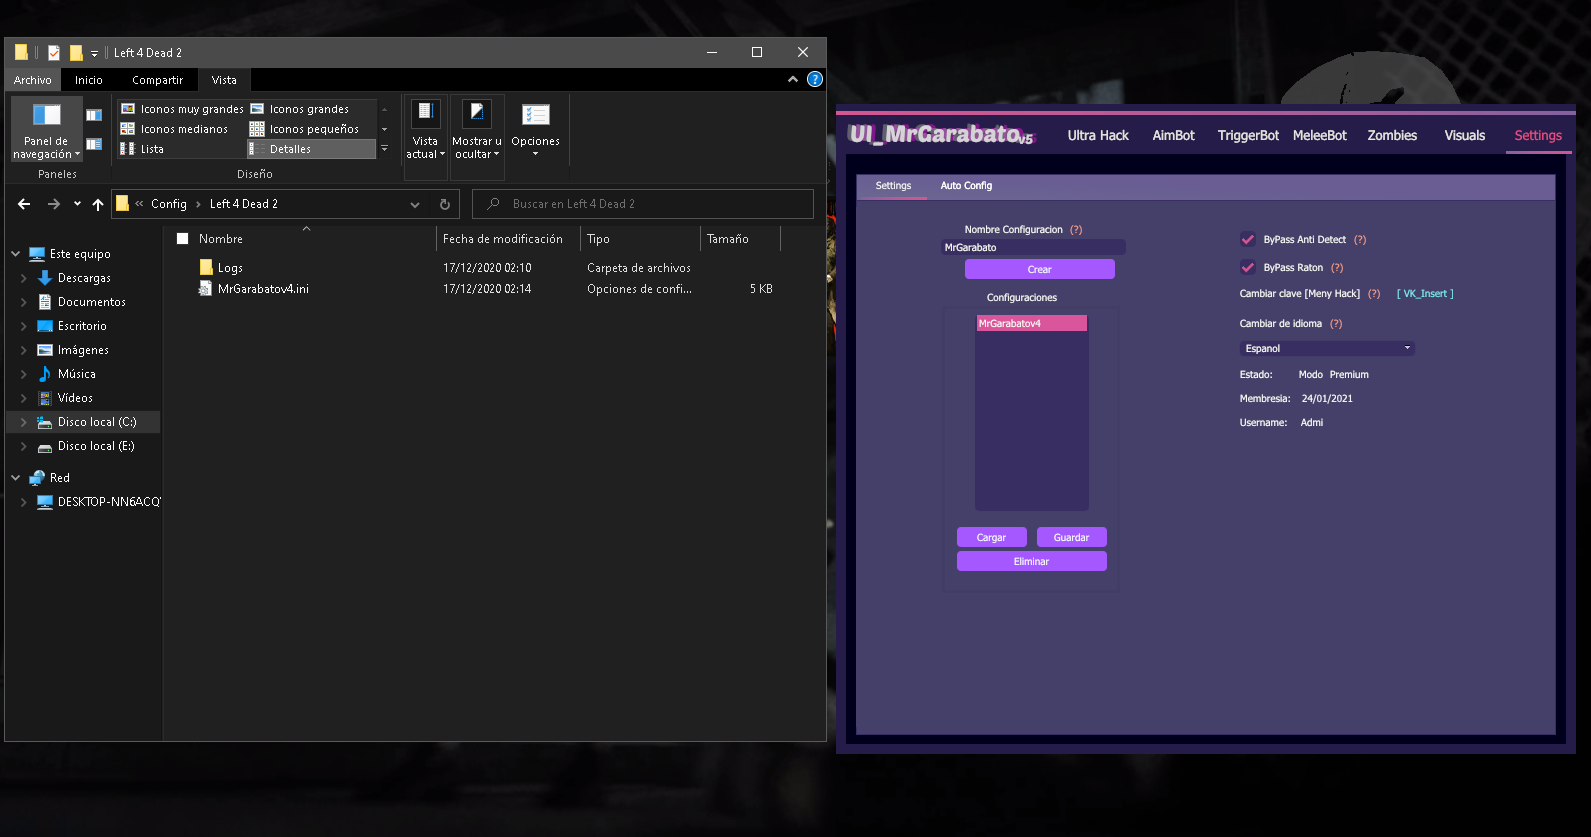 Left 4 Dead 2
Archivo Inicio Compartir Vista
Panel de navegación
Iconos muy grandes Iconos grandes
Iconos medianos Iconos pequeños
Lista Detalles
Vista actual
Mostrar u ocultar
Opciones
Paneles Diseño
« Config › Left 4 Dead 2
Buscar en Left 4 Dead 2
Nombre Fecha de modificación Tipo Tamaño
Logs 17/12/2020 02:10 Carpeta de archivos
MrGarabatov4.ini 17/12/2020 02:14 Opciones de confi... 5 KB
Este equipo
Descargas
Documentos
Escritorio
Imágenes
Música
Vídeos
Disco local (C:)
Disco local (E:)
Red
DESKTOP-NN6ACQ
UI_MrGarabato v5
Ultra Hack AimBot TriggerBot MeleeBot Zombies Visuals Settings
Settings Auto Config
Nombre Configuracion (?)
MrGarabato
Crear
Configuraciones
MrGarabatov4
Cargar Guardar
Eliminar
ByPass Anti Detect (?)
ByPass Raton (?)
Cambiar clave [Meny Hack] (?) [ VK_Insert ]
Cambiar de idioma (?)
Espanol
Estado: Modo Premium
Membresia: 24/01/2021
Username: Admi